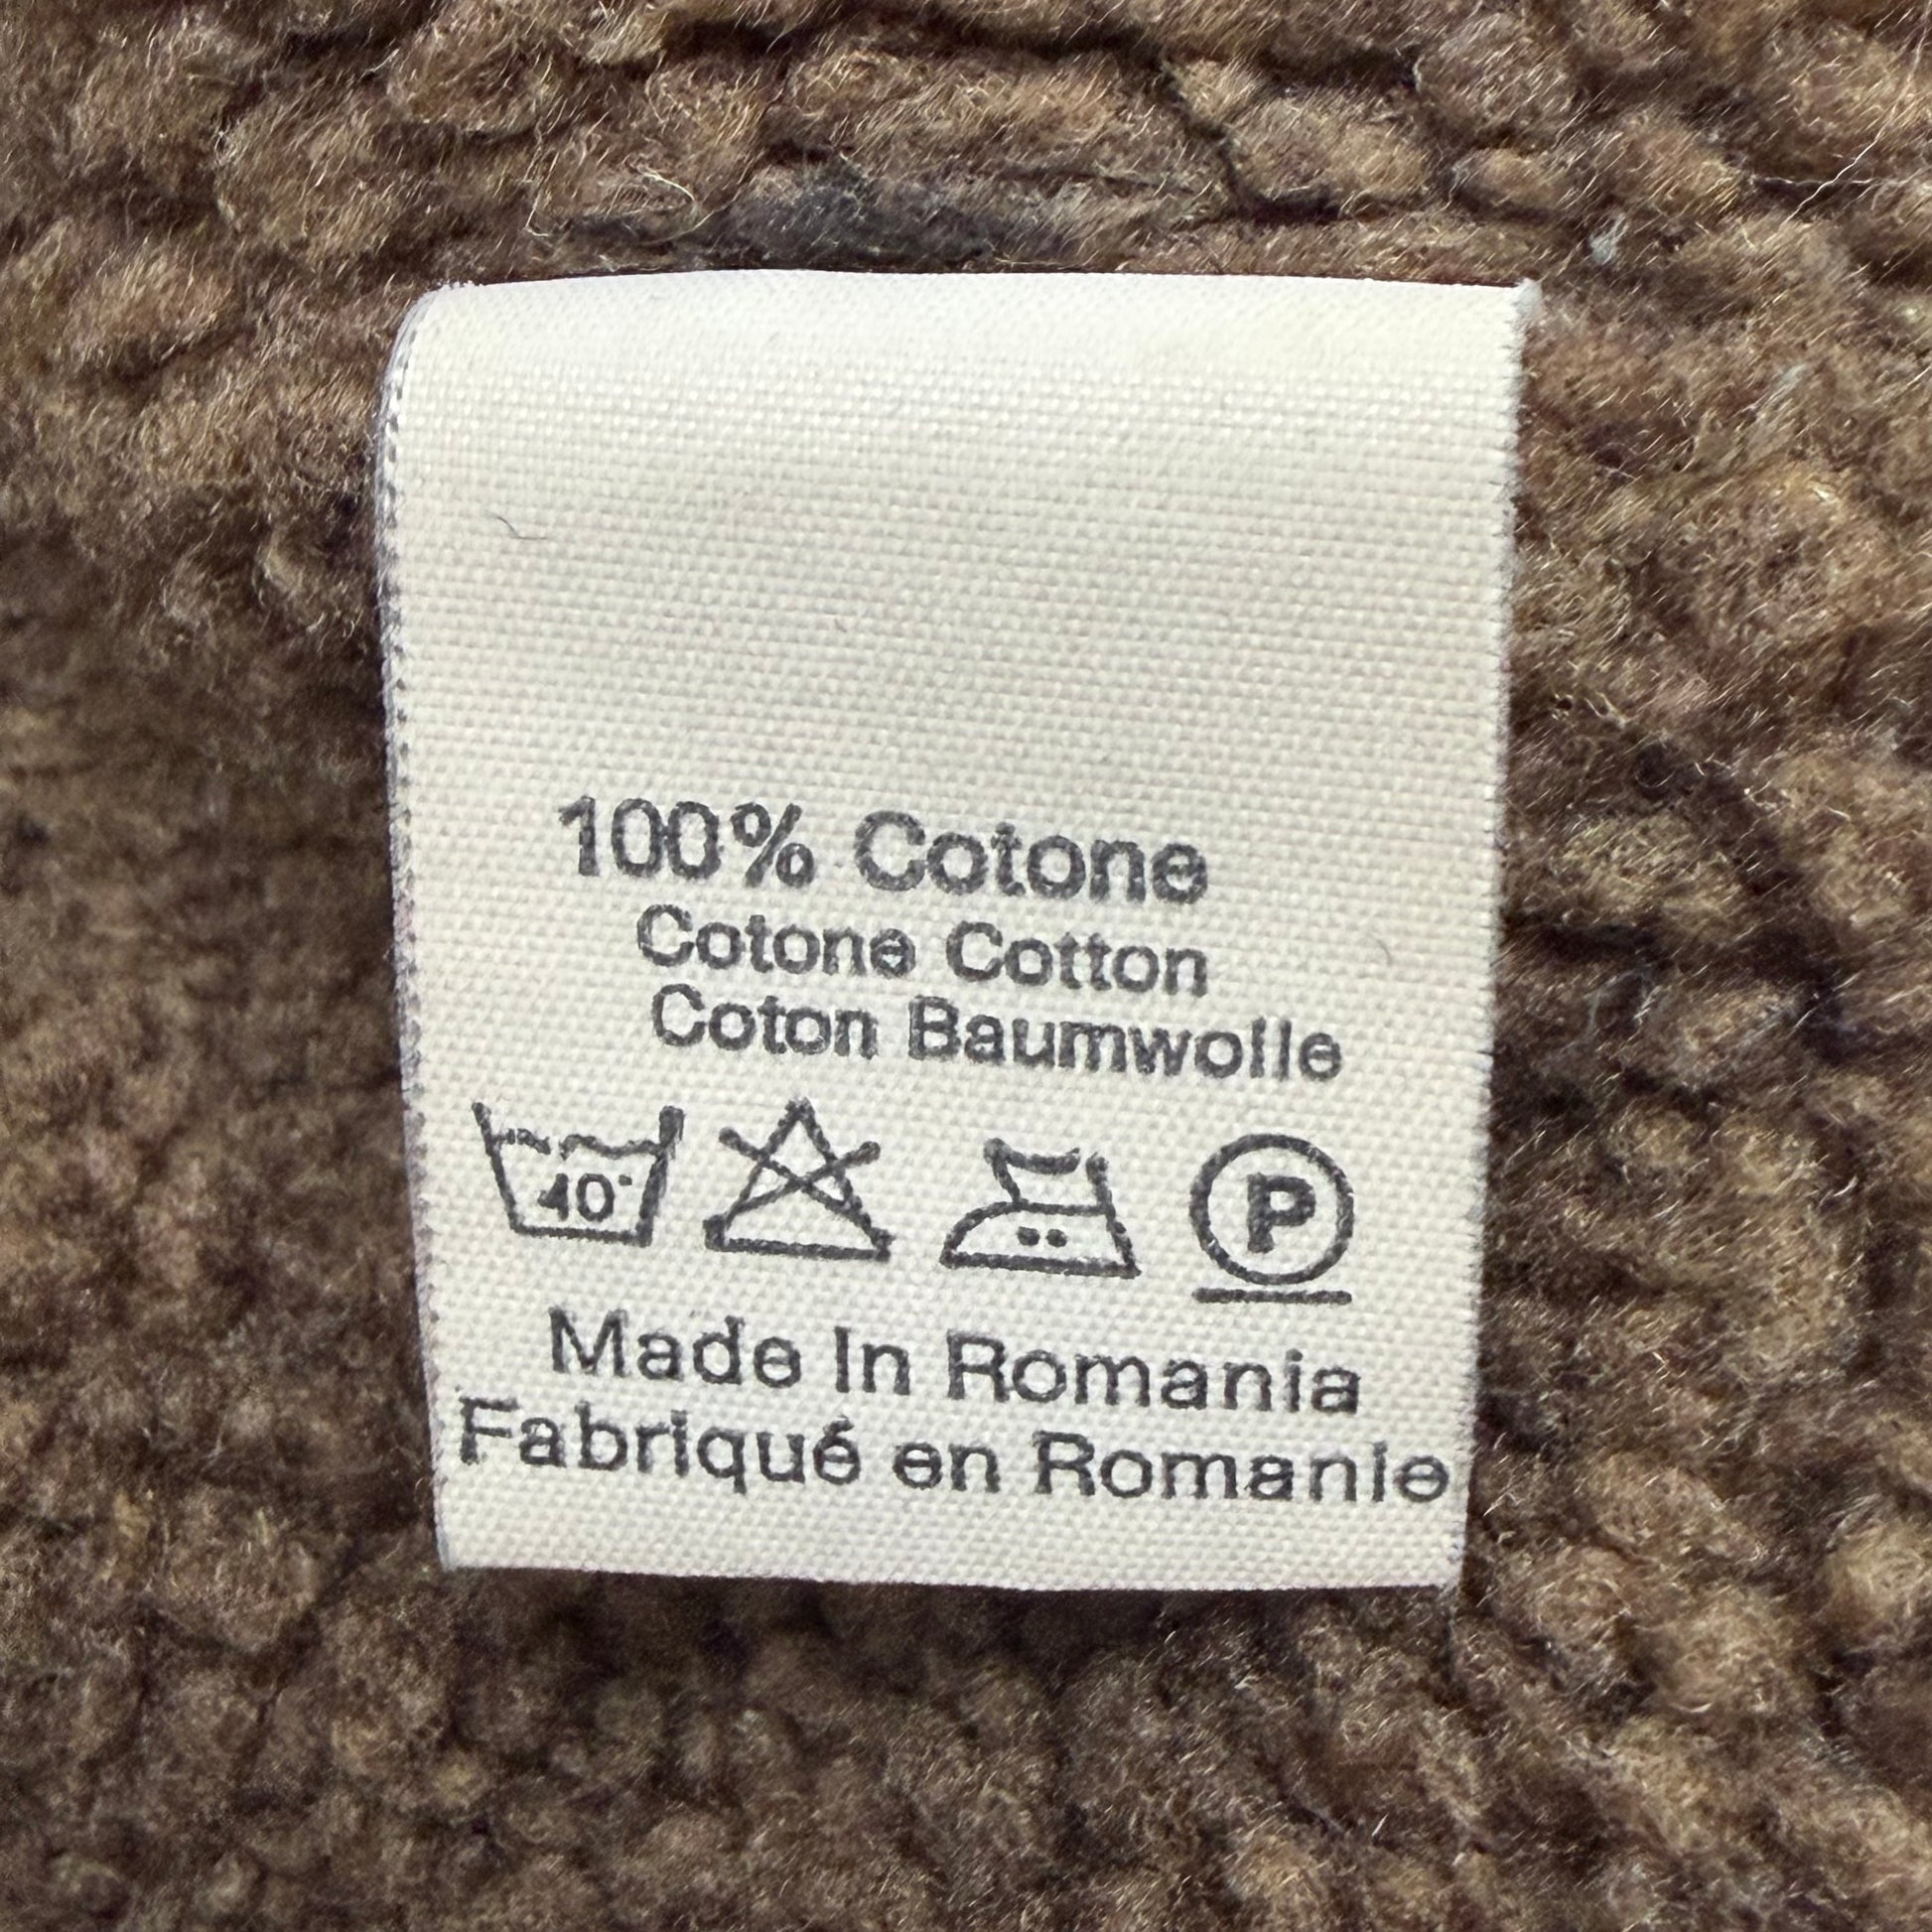 100% Cotone
Cotone Cotton
Coton Baumwolle
40° P
Made In Romania
Fabriqué en Romanie